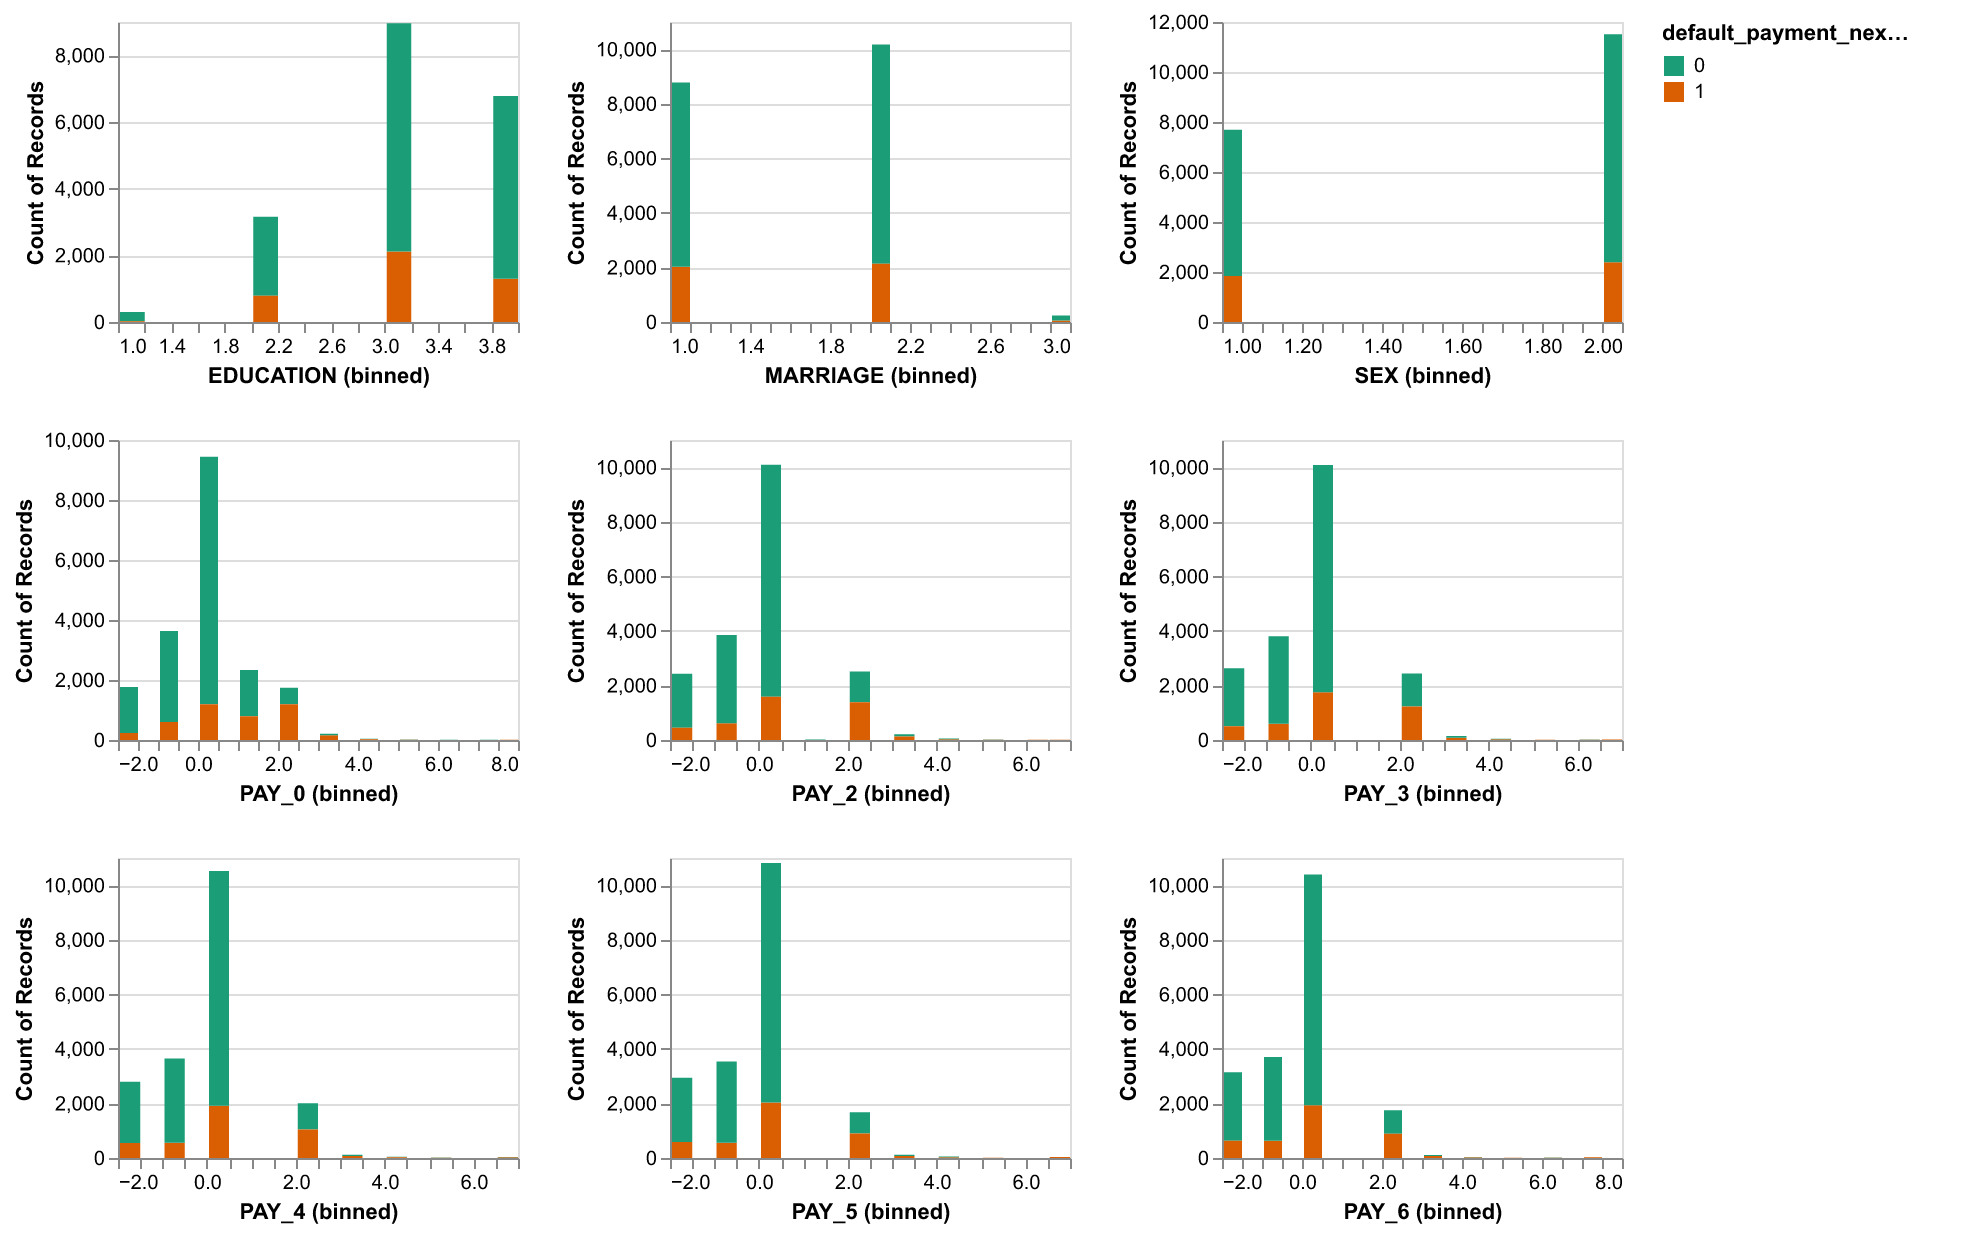 8,000
6,000
4,000
2,000
0
Count of Records
1.0 1.4 1.8 2.2 2.6 3.0 3.4 3.8
EDUCATION (binned)
10,000
8,000
6,000
4,000
2,000
0
Count of Records
1.0 1.4 1.8 2.2 2.6 3.0
MARRIAGE (binned)
12,000
10,000
8,000
6,000
4,000
2,000
0
Count of Records
1.00 1.20 1.40 1.60 1.80 2.00
SEX (binned)
default_payment_nex…
0
1
10,000
8,000
6,000
4,000
2,000
0
Count of Records
−2.0 0.0 2.0 4.0 6.0 8.0
PAY_0 (binned)
10,000
8,000
6,000
4,000
2,000
0
Count of Records
−2.0 0.0 2.0 4.0 6.0
PAY_2 (binned)
10,000
8,000
6,000
4,000
2,000
0
Count of Records
−2.0 0.0 2.0 4.0 6.0
PAY_3 (binned)
10,000
8,000
6,000
4,000
2,000
0
Count of Records
−2.0 0.0 2.0 4.0 6.0
PAY_4 (binned)
10,000
8,000
6,000
4,000
2,000
0
Count of Records
−2.0 0.0 2.0 4.0 6.0
PAY_5 (binned)
10,000
8,000
6,000
4,000
2,000
0
Count of Records
−2.0 0.0 2.0 4.0 6.0 8.0
PAY_6 (binned)